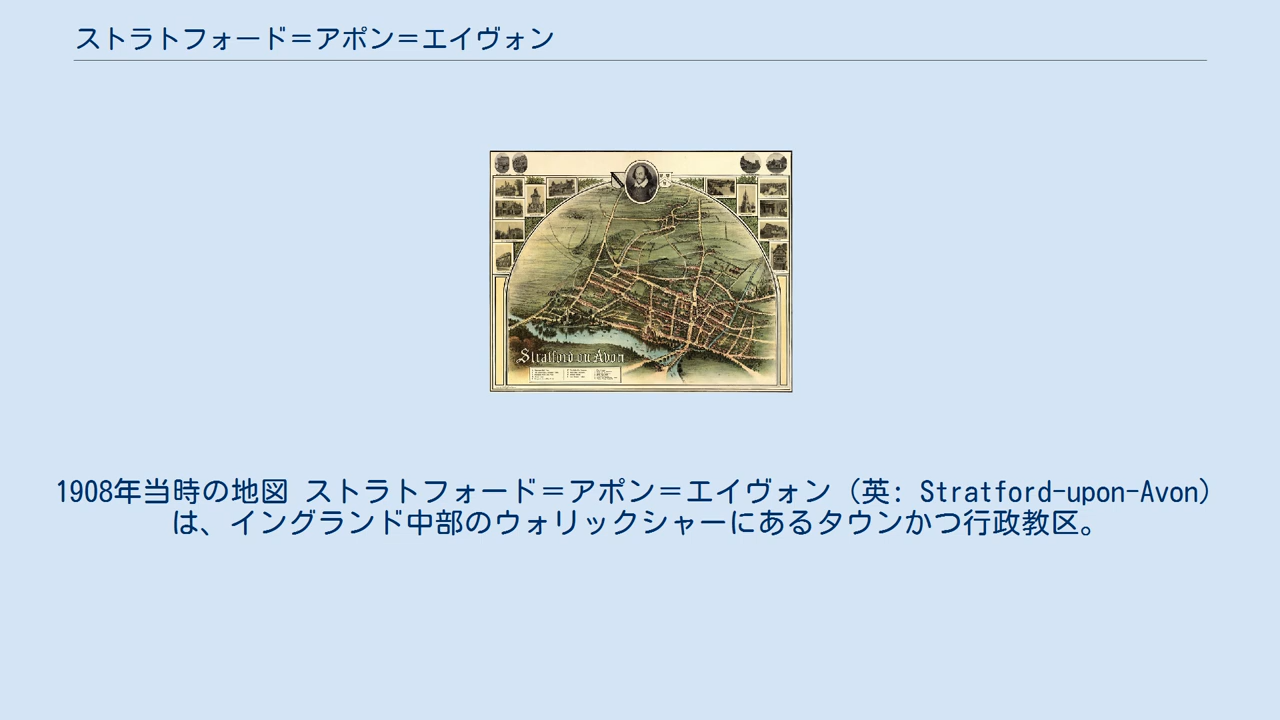 ストラトフォード＝アポン＝エイヴォン
Stratford on Avon
1908年当時の地図 ストラトフォード＝アポン＝エイヴォン（英: Stratford-upon-Avon）
は、イングランド中部のウォリックシャーにあるタウンかつ行政教区。